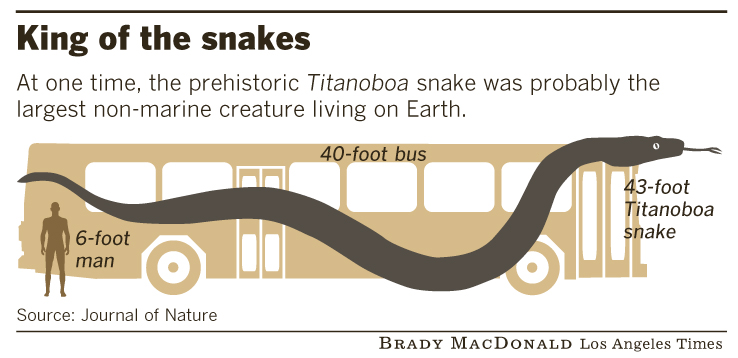 King of the snakes
At one time, the prehistoric Titanoboa snake was probably the
largest non-marine creature living on Earth.
40-foot bus
43-foot
Titanoboa
snake
6-foot
man
Source: Journal of Nature
BRADY MACDONALD Los Angeles Times